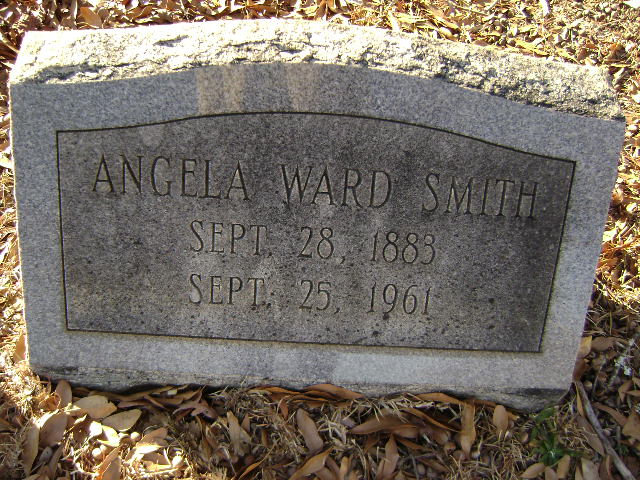 ANGELA WARD SMITH
SEPT. 28, 1883
SEPT. 25, 1961